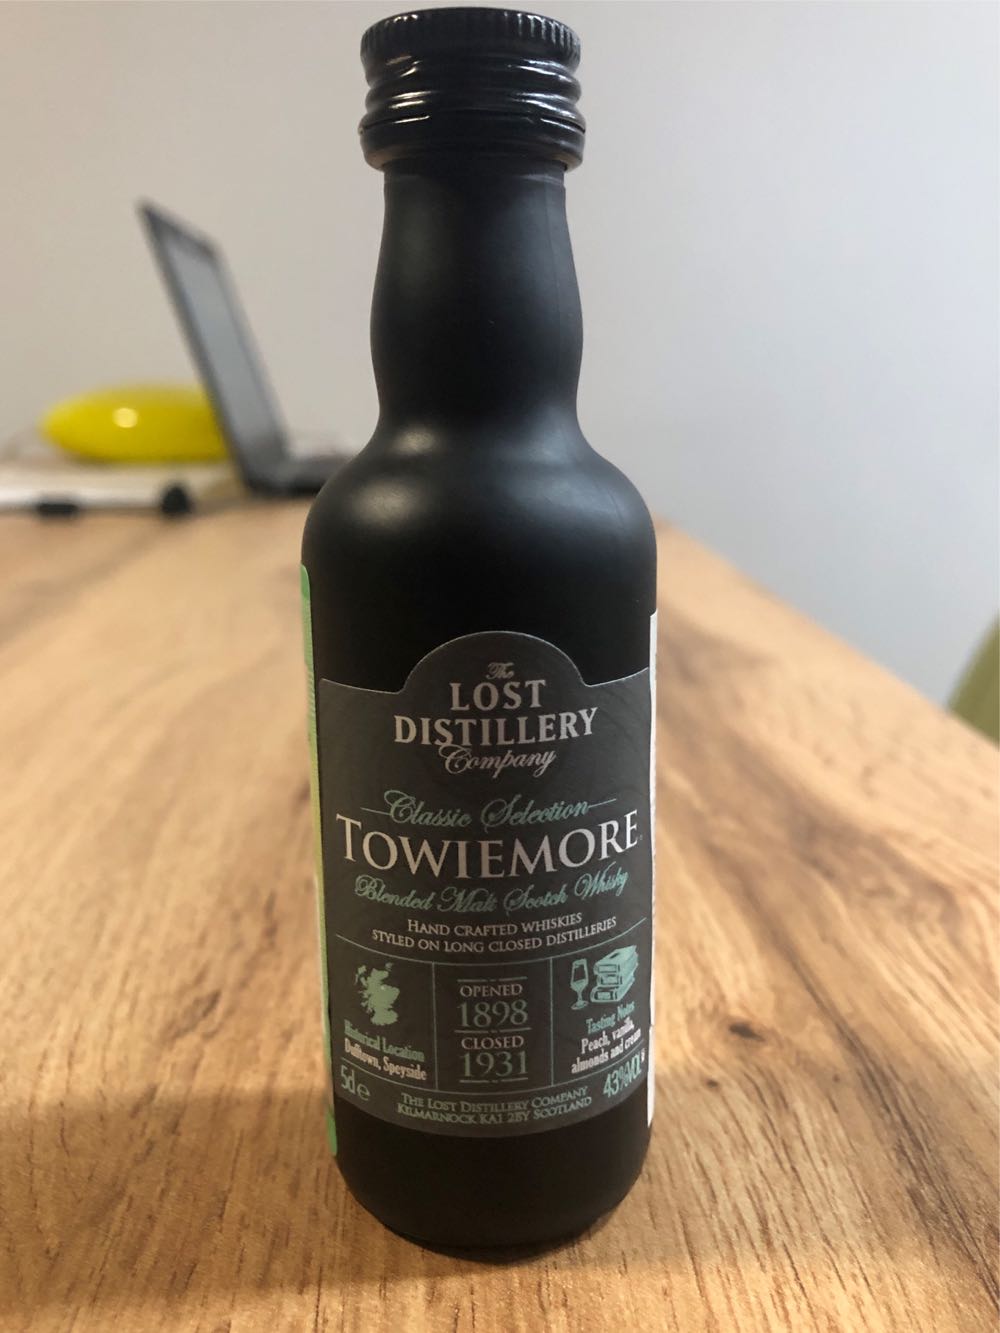 The
LOST
DISTILLERY
Company
Classic Selection
TOWIEMORE
Blended Malt Scotch Whisky
HAND CRAFTED WHISKIES
STYLED ON LONG CLOSED DISTILLERIES
Historical Location
Dufftown, Speyside
OPENED
1898
CLOSED
1931
Tasting Notes
Peach, vanilla,
almonds and cream
5cl e
43%VOL
THE LOST DISTILLERY COMPANY
KILMARNOCK KA1 2BY SCOTLAND